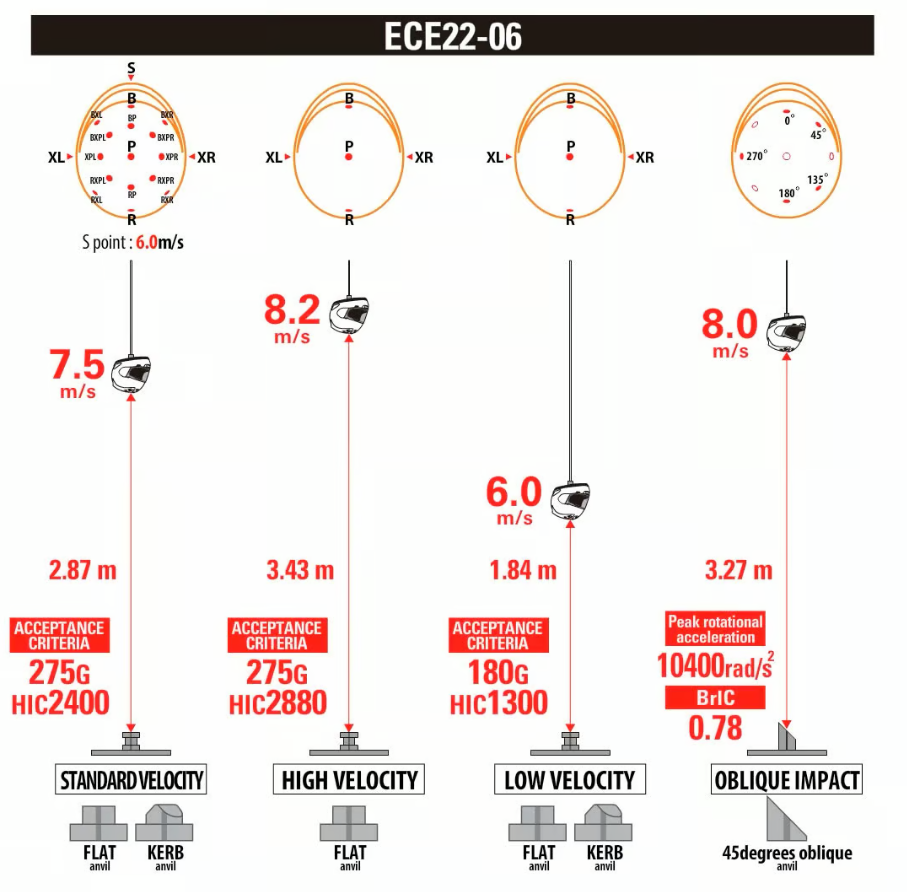 ECE22-06
S
B
BXL
BXR
BP
BXPL
BXPR
P
XL
XPL
XPR
XR
RXPL
RXPR
RP
RXL
RXR
R
S point : 6.0m/s
7.5
m/s
2.87 m
ACCEPTANCE
CRITERIA
275G
HIC2400
STANDARD VELOCITY
FLAT
anvil
KERB
anvil
B
P
XL
XR
R
8.2
m/s
3.43 m
ACCEPTANCE
CRITERIA
275G
HIC2880
HIGH VELOCITY
FLAT
anvil
B
P
XL
XR
R
6.0
m/s
1.84 m
ACCEPTANCE
CRITERIA
180G
HIC1300
LOW VELOCITY
FLAT
anvil
KERB
anvil
0°
45°
270°
135°
180°
8.0
m/s
3.27 m
Peak rotational
acceleration
10400rad/s²
BrIC
0.78
OBLIQUE IMPACT
45degrees oblique
anvil